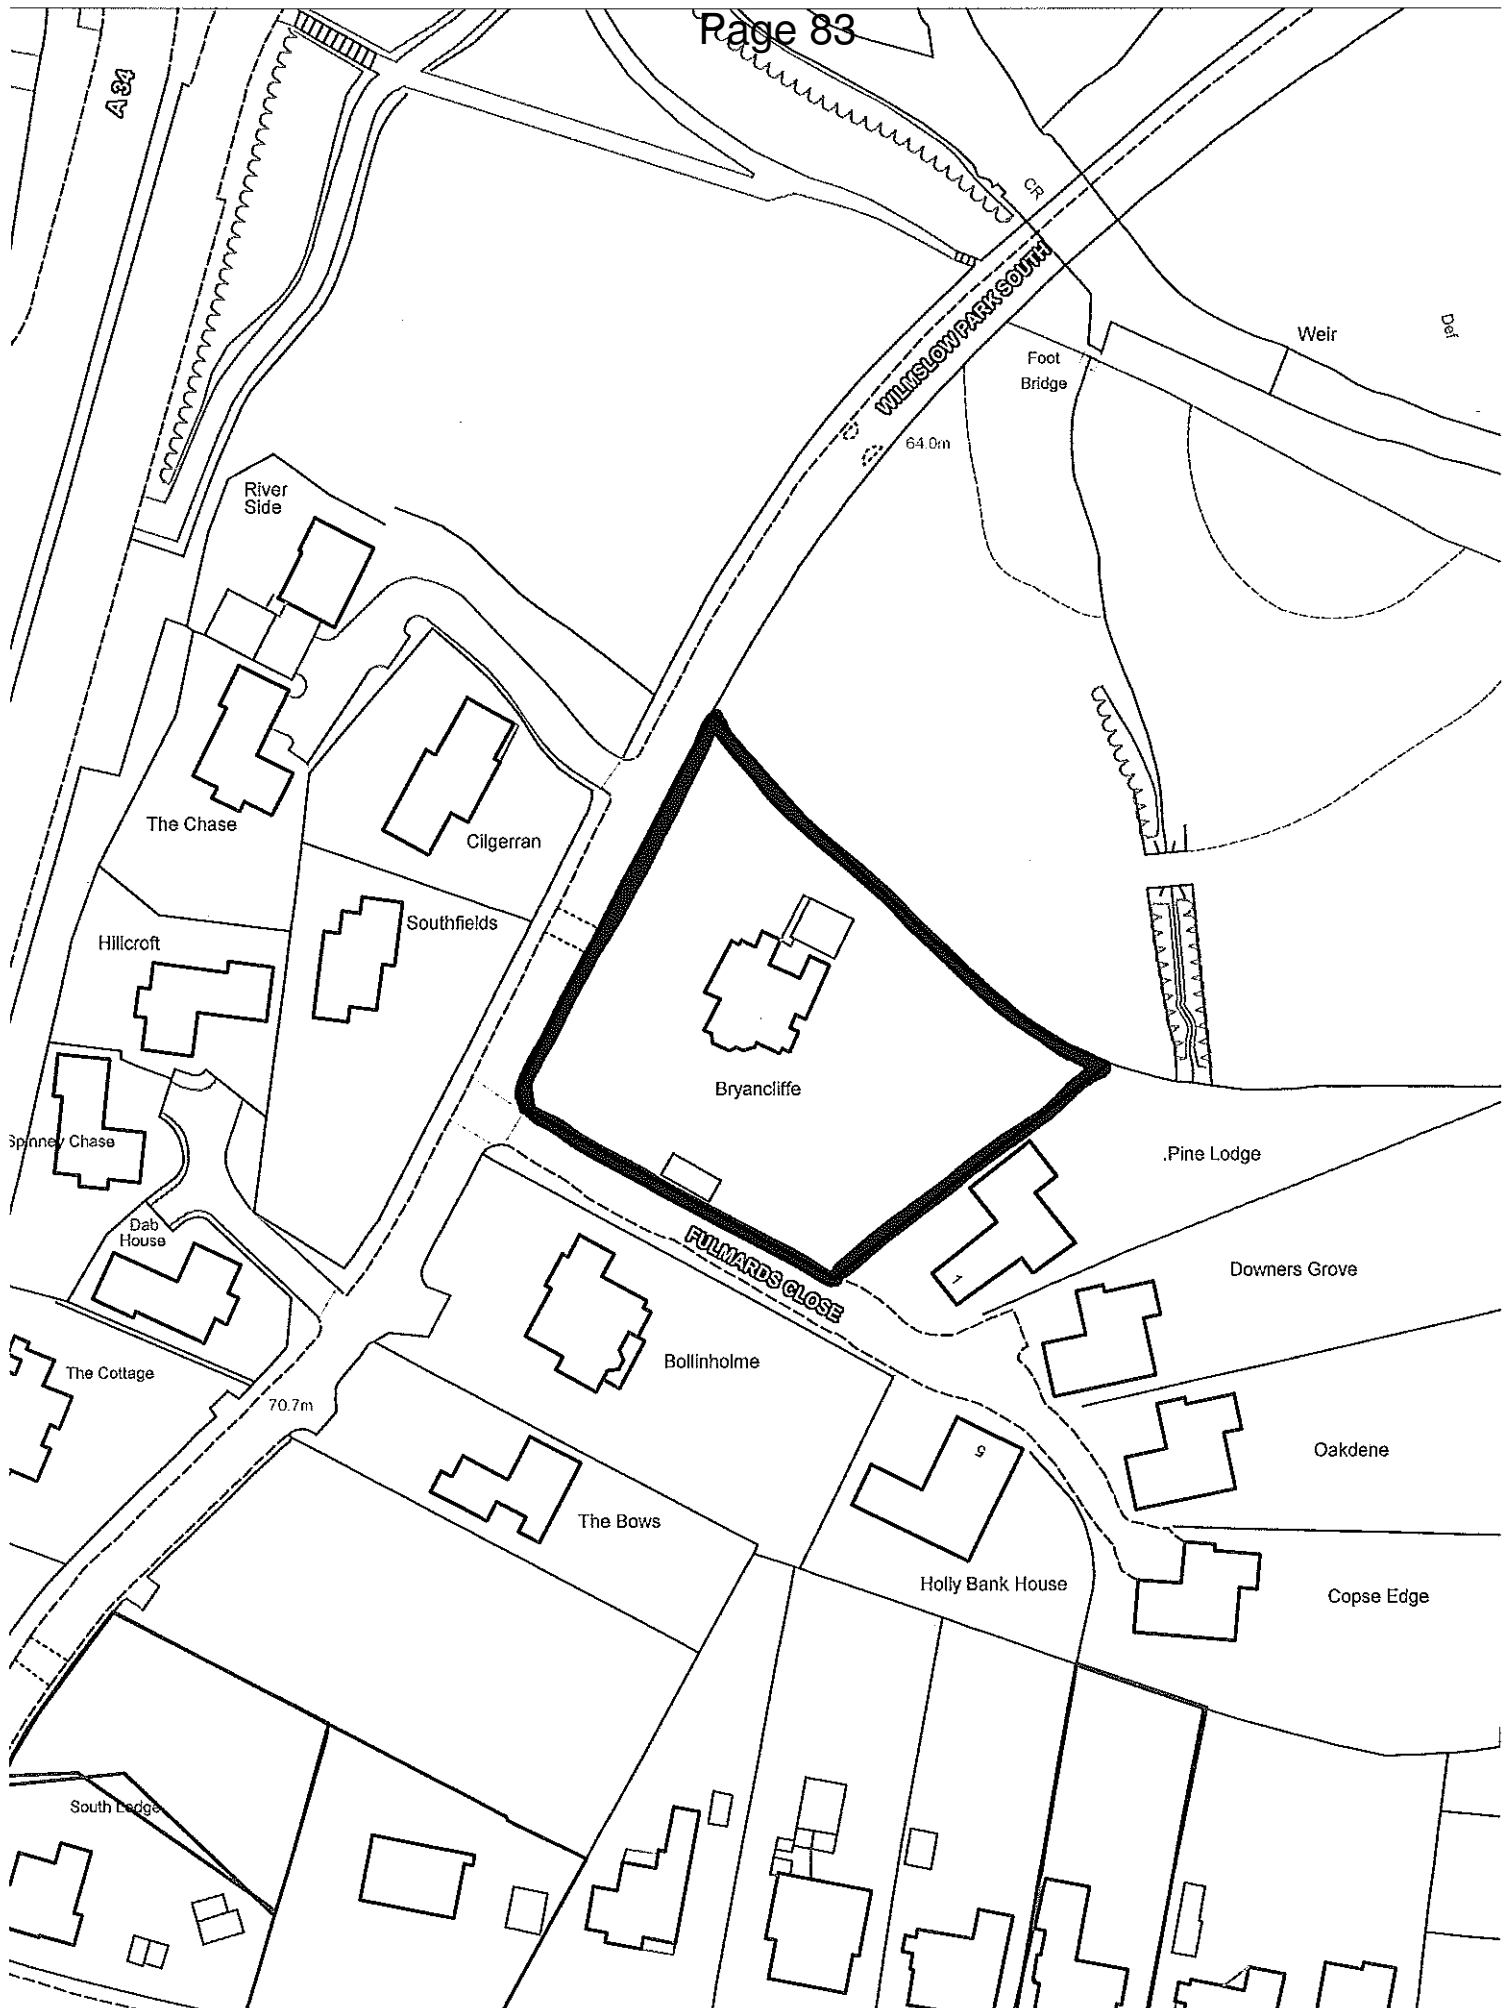 Page 83
A 34
CR
WILMSLOW PARK SOUTH
Weir
Def
Foot
Bridge
64.0m
River
Side
The Chase
Cilgerran
Southfields
Hillcroft
Bryancliffe
Spinney Chase
.Pine Lodge
Dab
House
FULMARDS CLOSE
1
Downers Grove
Bollinholme
The Cottage
70.7m
5
Oakdene
The Bows
Holly Bank House
Copse Edge
South Lodge